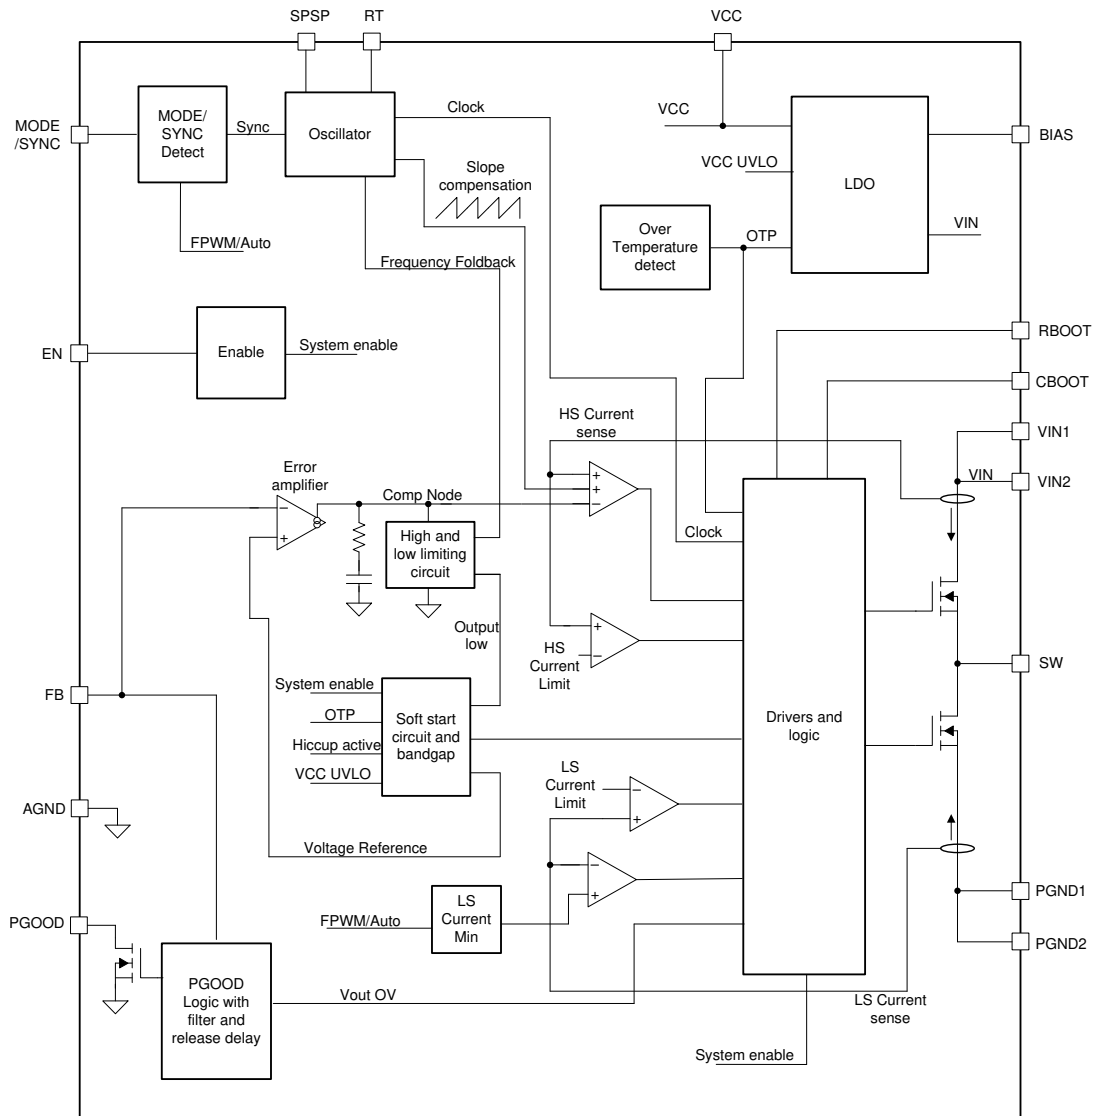 SPSP
RT
VCC
MODE
/SYNC
MODE/
SYNC
Detect
Sync
Oscillator
Clock
VCC
LDO
BIAS
VCC UVLO
Slope
compensation
VIN
Over
Temperature
detect
OTP
FPWM/Auto
Frequency Foldback
RBOOT
EN
Enable
System enable
CBOOT
HS Current
sense
VIN1
VIN
VIN2
Error
amplifier
−
+
Comp Node
+
+
−
High and
low limiting
circuit
Clock
Output
low
+
−
HS
Current
Limit
SW
FB
System enable
OTP
Hiccup active
VCC UVLO
Soft start
circuit and
bandgap
Drivers and
logic
LS
Current
Limit
−
+
AGND
Voltage Reference
−
+
PGOOD
FPWM/Auto
LS
Current
Min
PGND1
PGND2
PGOOD
Logic with
filter and
release delay
Vout OV
LS Current
sense
System enable